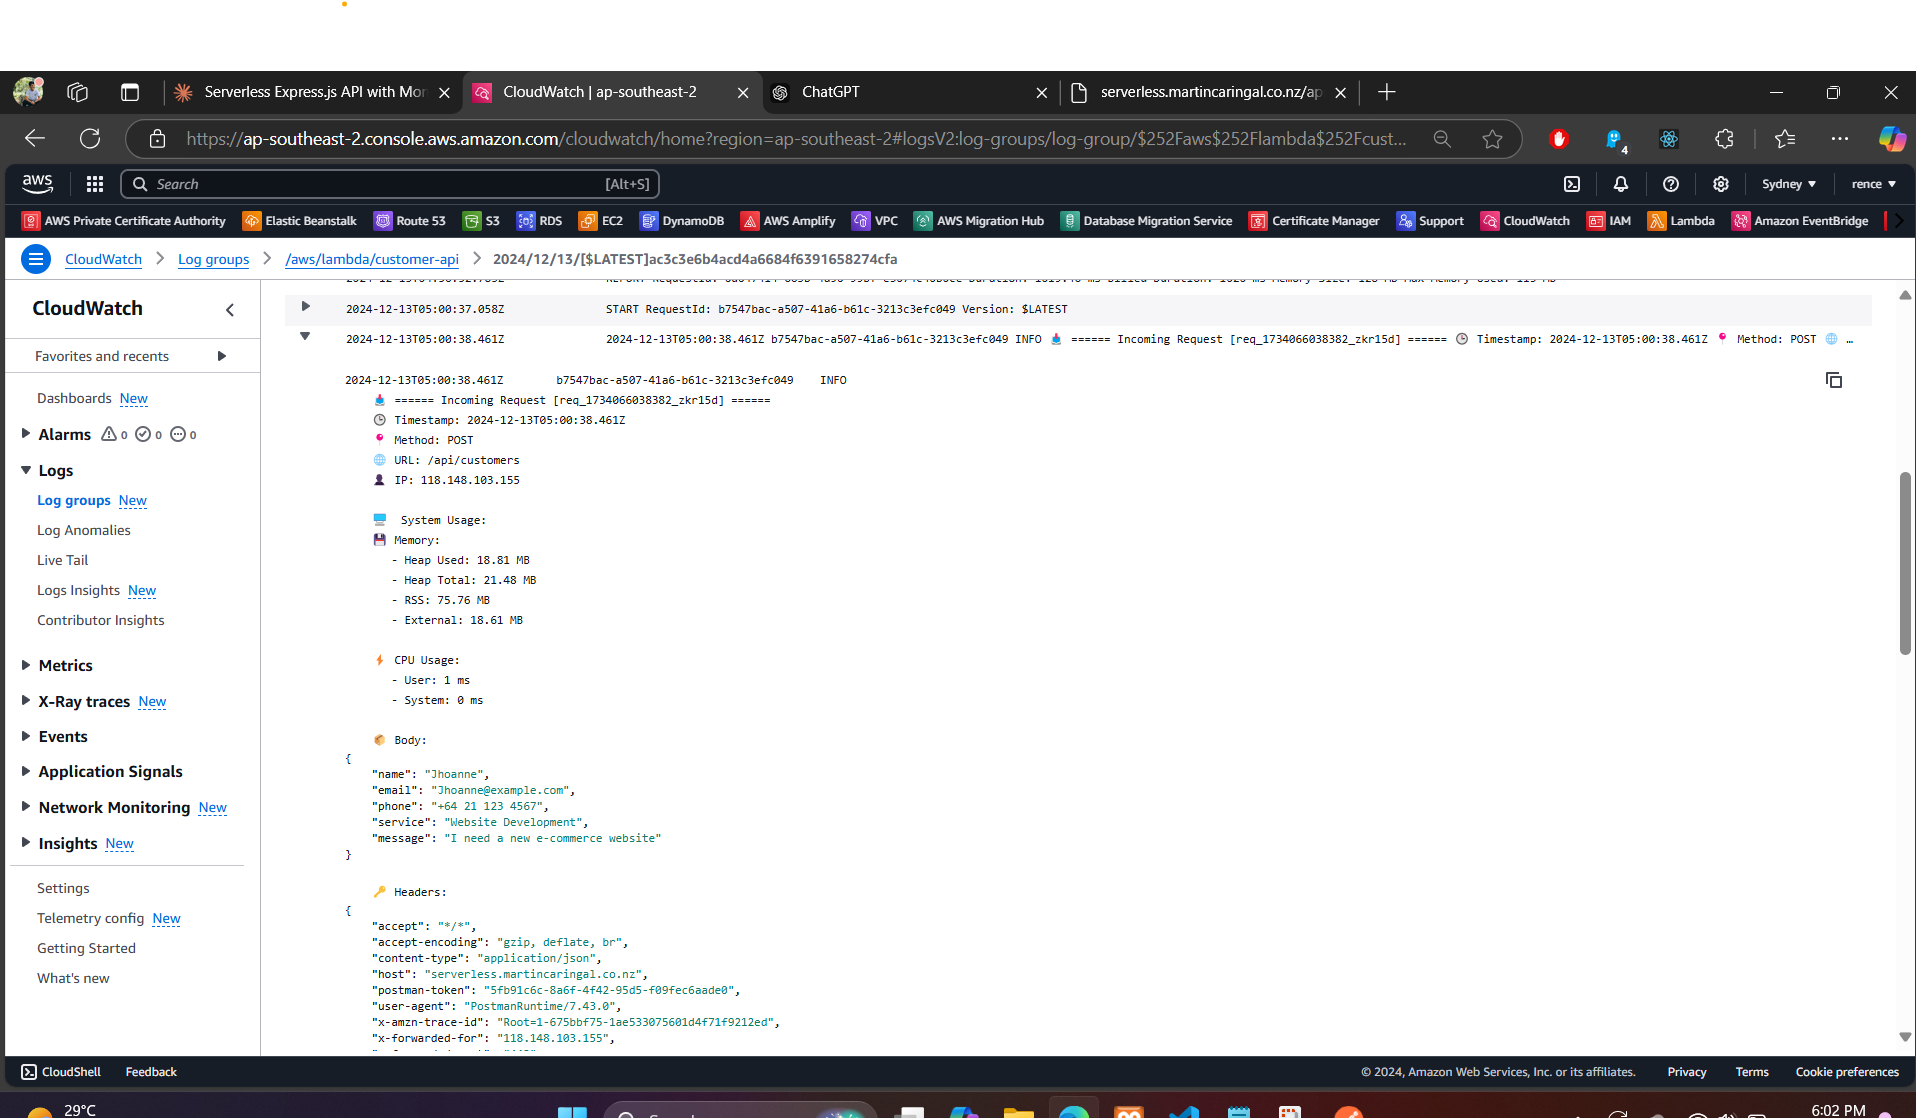 Serverless Express.js API with Mor
CloudWatch | ap-southeast-2
ChatGPT
serverless.martincaringal.co.nz/ap
https://ap-southeast-2.console.aws.amazon.com/cloudwatch/home?region=ap-southeast-2#logsV2:log-groups/log-group/$252Faws$252Flambda$252Fcust...
4
aws
Search
[Alt+S]
Sydney
rence
AWS Private Certificate Authority
Elastic Beanstalk
Route 53
S3
RDS
EC2
DynamoDB
AWS Amplify
VPC
AWS Migration Hub
Database Migration Service
Certificate Manager
Support
CloudWatch
IAM
Lambda
Amazon EventBridge
CloudWatch > Log groups > /aws/lambda/customer-api > 2024/12/13/[$LATEST]ac3c3e6b4acd4a6684f6391658274cfa
CloudWatch
Favorites and recents
Dashboards New
Alarms 0 0 0
Logs
Log groups New
Log Anomalies
Live Tail
Logs Insights New
Contributor Insights
Metrics
X-Ray traces New
Events
Application Signals
Network Monitoring New
Insights New
Settings
Telemetry config New
Getting Started
What's new
2024-12-13T05:00:37.058Z START RequestId: b7547bac-a507-41a6-b61c-3213c3efc049 Version: $LATEST
2024-12-13T05:00:38.461Z 2024-12-13T05:00:38.461Z b7547bac-a507-41a6-b61c-3213c3efc049 INFO 📥 ====== Incoming Request [req_1734066038382_zkr15d] ====== 🕒 Timestamp: 2024-12-13T05:00:38.461Z 📍 Method: POST 🌐 …
2024-12-13T05:00:38.461Z b7547bac-a507-41a6-b61c-3213c3efc049 INFO
📥 ====== Incoming Request [req_1734066038382_zkr15d] ======
🕒 Timestamp: 2024-12-13T05:00:38.461Z
📍 Method: POST
🌐 URL: /api/customers
👤 IP: 118.148.103.155
💻 System Usage:
💾 Memory:
- Heap Used: 18.81 MB
- Heap Total: 21.48 MB
- RSS: 75.76 MB
- External: 18.61 MB
⚡ CPU Usage:
- User: 1 ms
- System: 0 ms
📦 Body:
{
"name": "Jhoanne",
"email": "Jhoanne@example.com",
"phone": "+64 21 123 4567",
"service": "Website Development",
"message": "I need a new e-commerce website"
}
🔑 Headers:
{
"accept": "*/*",
"accept-encoding": "gzip, deflate, br",
"content-type": "application/json",
"host": "serverless.martincaringal.co.nz",
"postman-token": "5fb91c6c-8a6f-4f42-95d5-f09fec6aade0",
"user-agent": "PostmanRuntime/7.43.0",
"x-amzn-trace-id": "Root=1-675bbf75-1ae533075601d4f71f9212ed",
"x-forwarded-for": "118.148.103.155",
CloudShell
Feedback
© 2024, Amazon Web Services, Inc. or its affiliates.
Privacy
Terms
Cookie preferences
29°C
6:02 PM